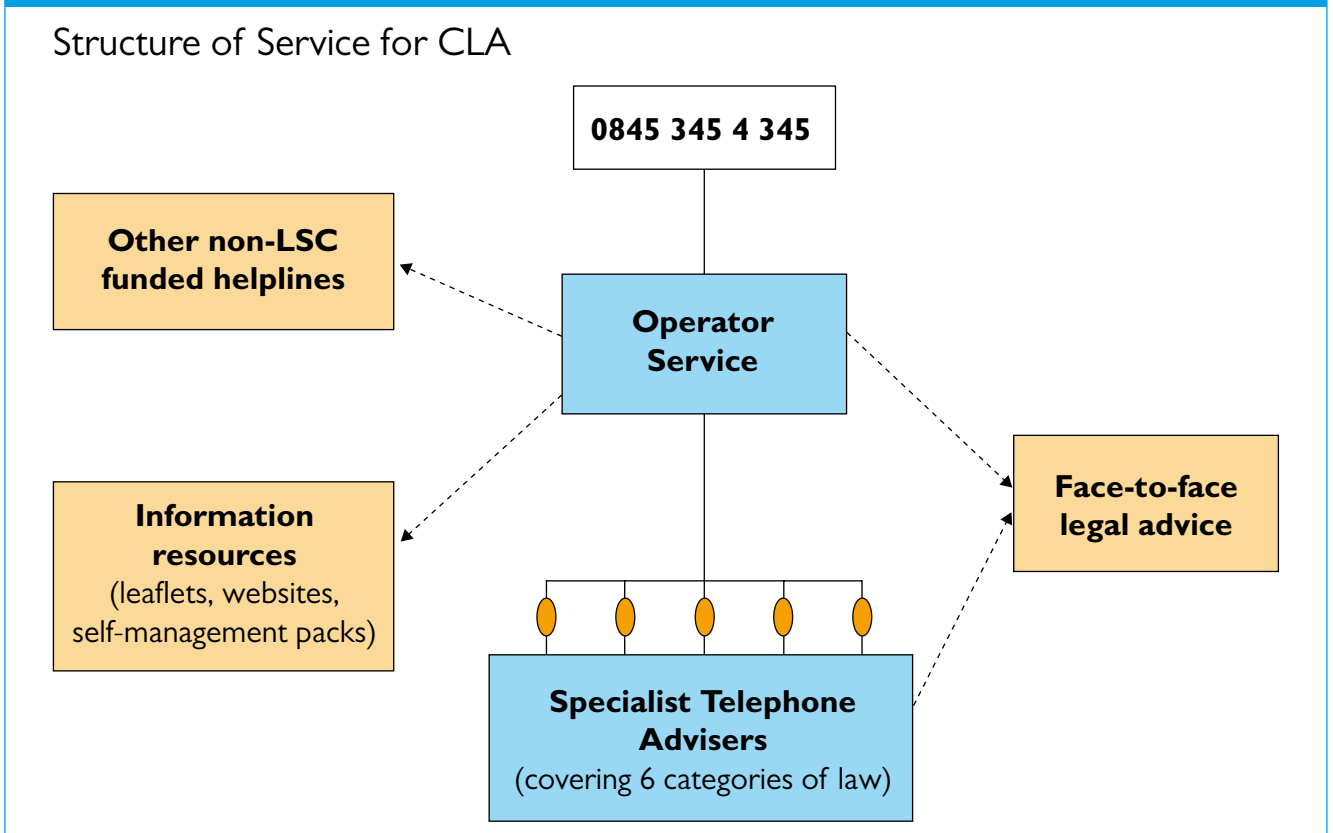 Structure of Service for CLA
0845 345 4 345
Other non-LSC
funded helplines
Operator
Service
Information
resources
(leaflets, websites,
self-management packs)
Face-to-face
legal advice
Specialist Telephone
Advisers
(covering 6 categories of law)